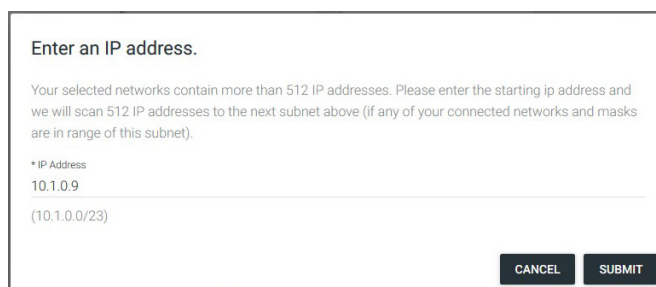 Enter an IP address.
Your selected networks contain more than 512 IP addresses. Please enter the starting ip address and
we will scan 512 IP addresses to the next subnet above (if any of your connected networks and masks
are in range of this subnet).
* IP Address
10.1.0.9
(10.1.0.0/23)
CANCEL SUBMIT